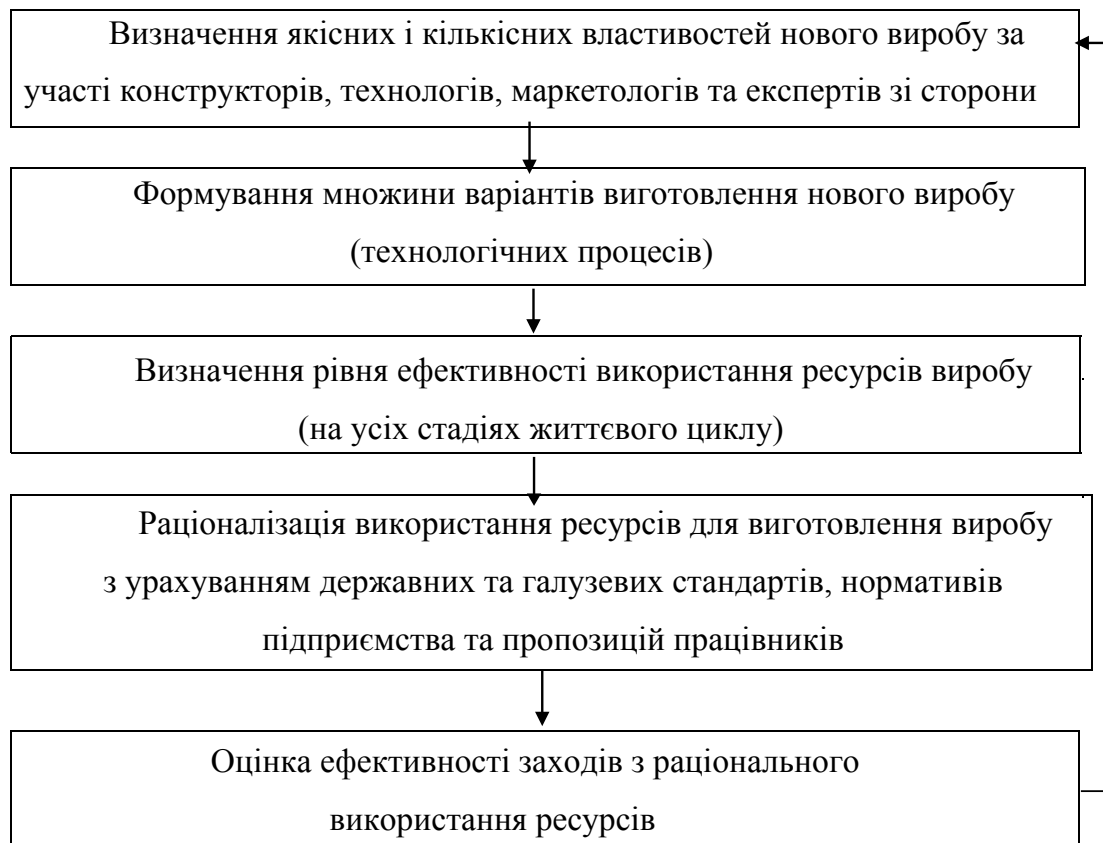 Визначення якісних і кількісних властивостей нового виробу за
участі конструкторів, технологів, маркетологів та експертів зі сторони
Формування множини варіантів виготовлення нового виробу
(технологічних процесів)
Визначення рівня ефективності використання ресурсів виробу
(на усіх стадіях життєвого циклу)
Раціоналізація використання ресурсів для виготовлення виробу
з урахуванням державних та галузевих стандартів, нормативів
підприємства та пропозицій працівників
Оцінка ефективності заходів з раціонального
використання ресурсів